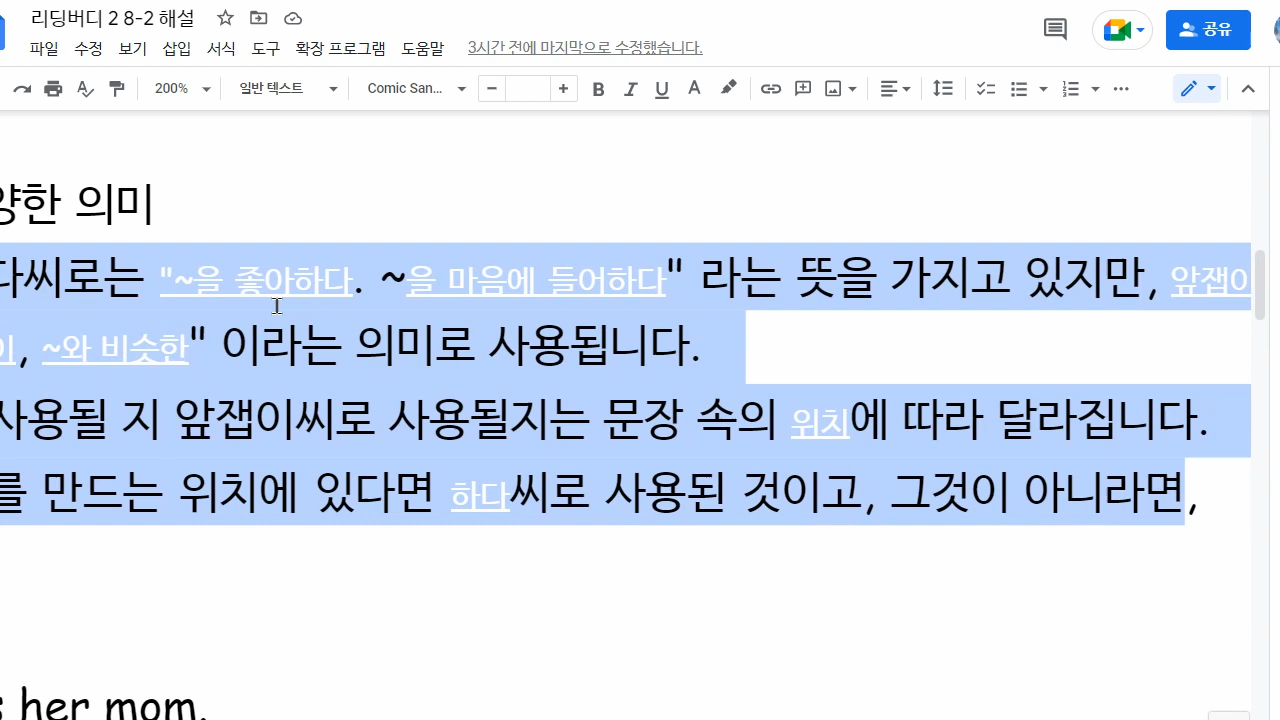 리딩버디 2 8-2 해설
파일 수정 보기 삽입 서식 도구 확장 프로그램 도움말 3시간 전에 마지막으로 수정했습니다.
공유
200% 일반 텍스트 Comic San...
양한 의미
다씨로는 "~을 좋아하다. ~을 마음에 들어하다" 라는 뜻을 가지고 있지만, 앞잽이
이, ~와 비슷한" 이라는 의미로 사용됩니다.
사용될 지 앞잽이씨로 사용될지는 문장 속의 위치에 따라 달라집니다.
를 만드는 위치에 있다면 하다씨로 사용된 것이고, 그것이 아니라면,
s her mom.